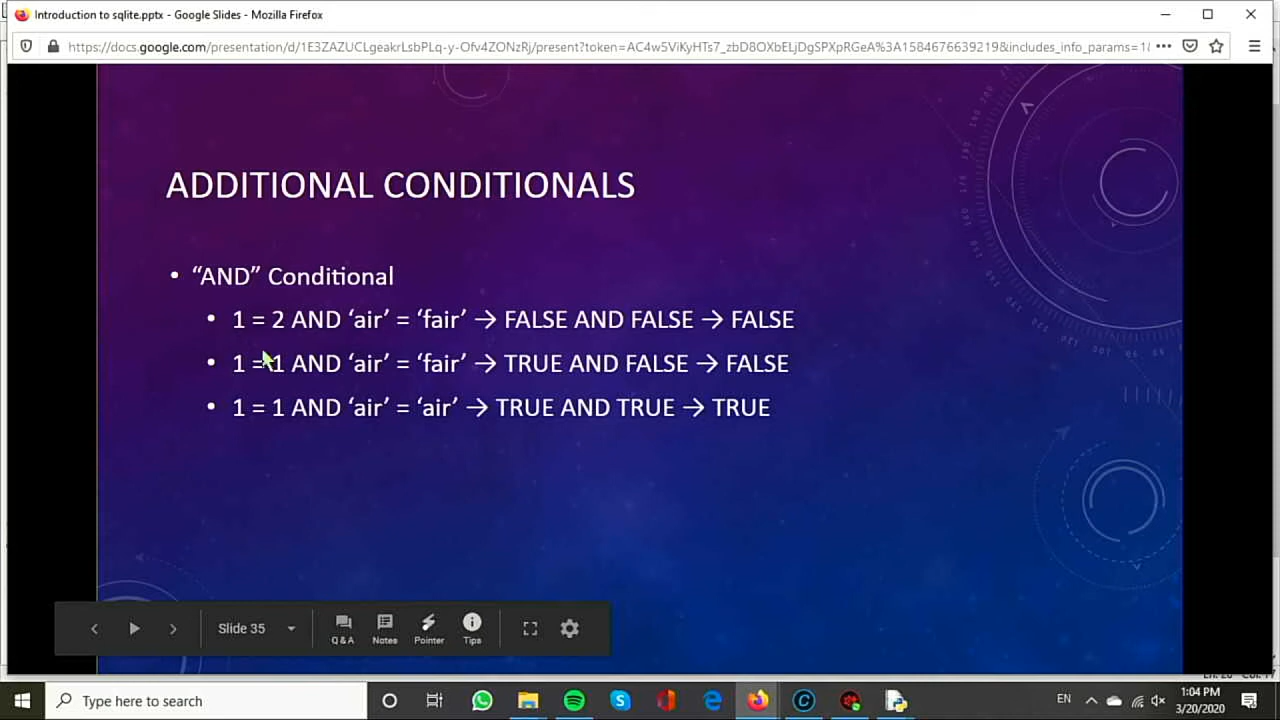 Introduction to sqlite.pptx - Google Slides - Mozilla Firefox
https://docs.google.com/presentation/d/1E3ZAZUCLgeakrLsbPLq-y-Ofv4ZONzRj/present?token=AC4w5ViKyHTs7_zbD8OXbELjDgSPXpRGeA%3A1584676639219&includes_info_params=1&
ADDITIONAL CONDITIONALS
• “AND” Conditional
• 1 = 2 AND ‘air’ = ‘fair’ → FALSE AND FALSE → FALSE
• 1 = 1 AND ‘air’ = ‘fair’ → TRUE AND FALSE → FALSE
• 1 = 1 AND ‘air’ = ‘air’ → TRUE AND TRUE → TRUE
Slide 35
Q & A
Notes
Pointer
Tips
Type here to search
EN
1:04 PM
3/20/2020